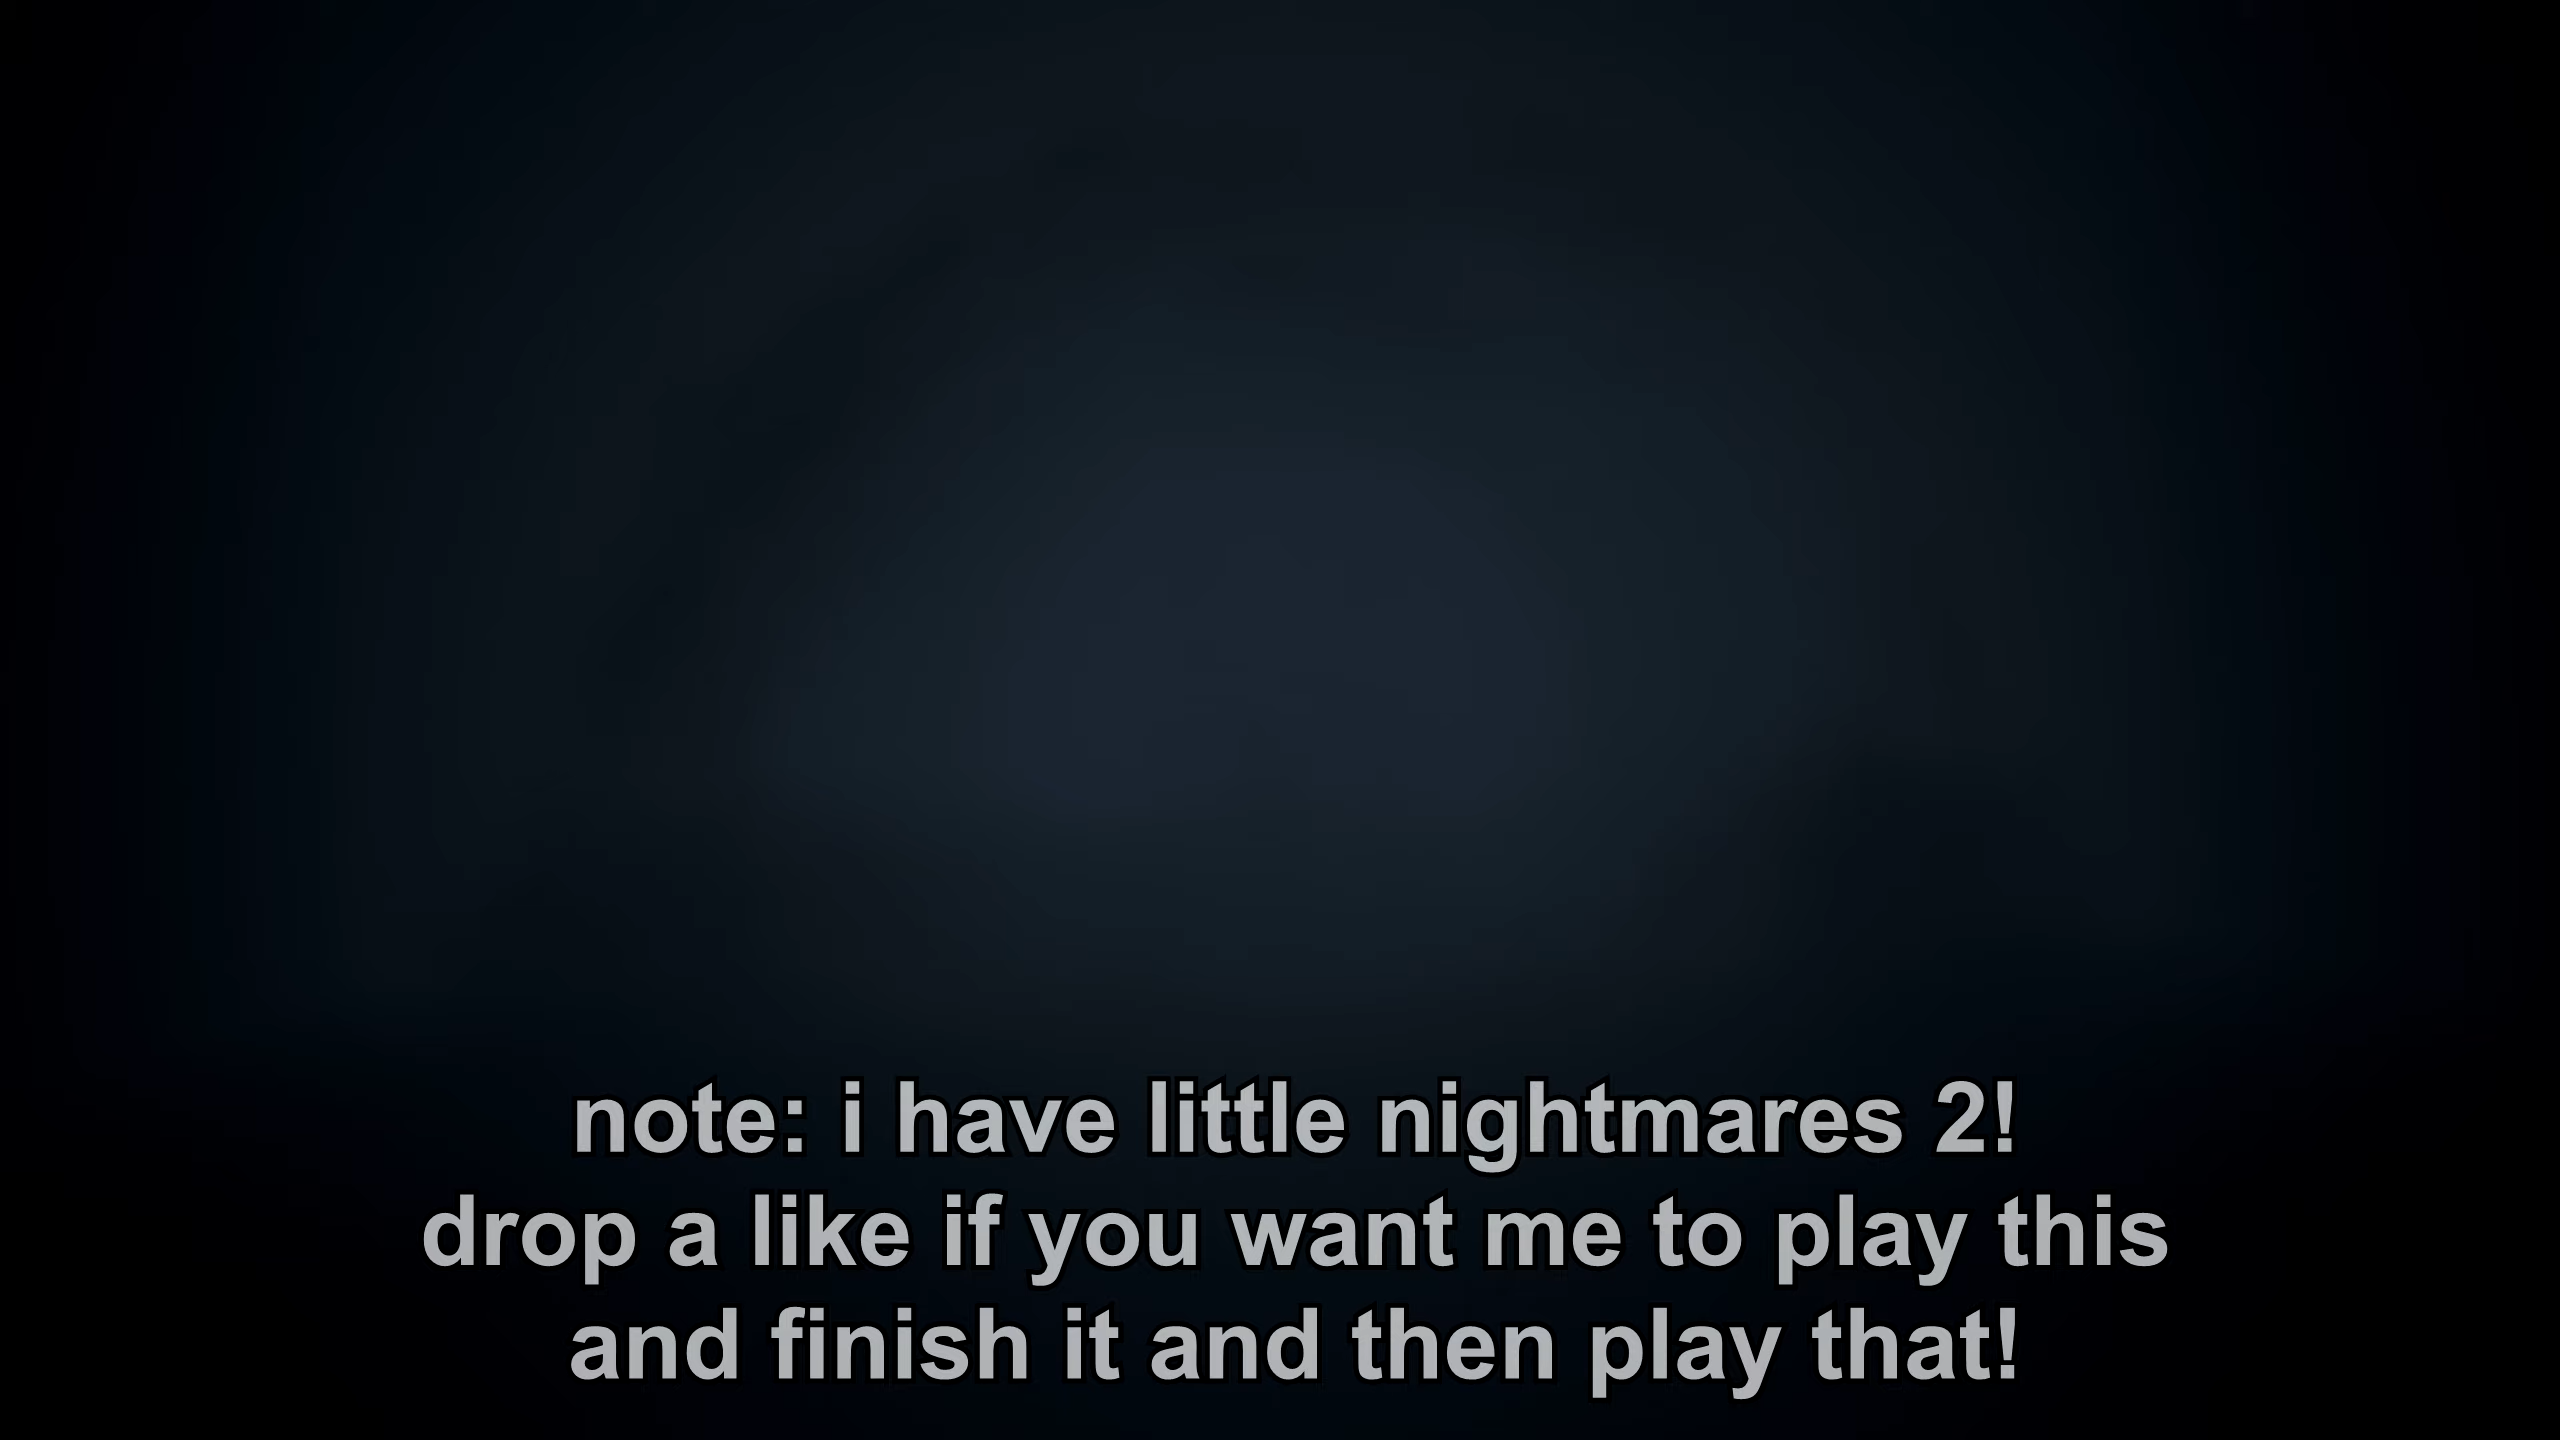 note: i have little nightmares 2!
drop a like if you want me to play this
and finish it and then play that!